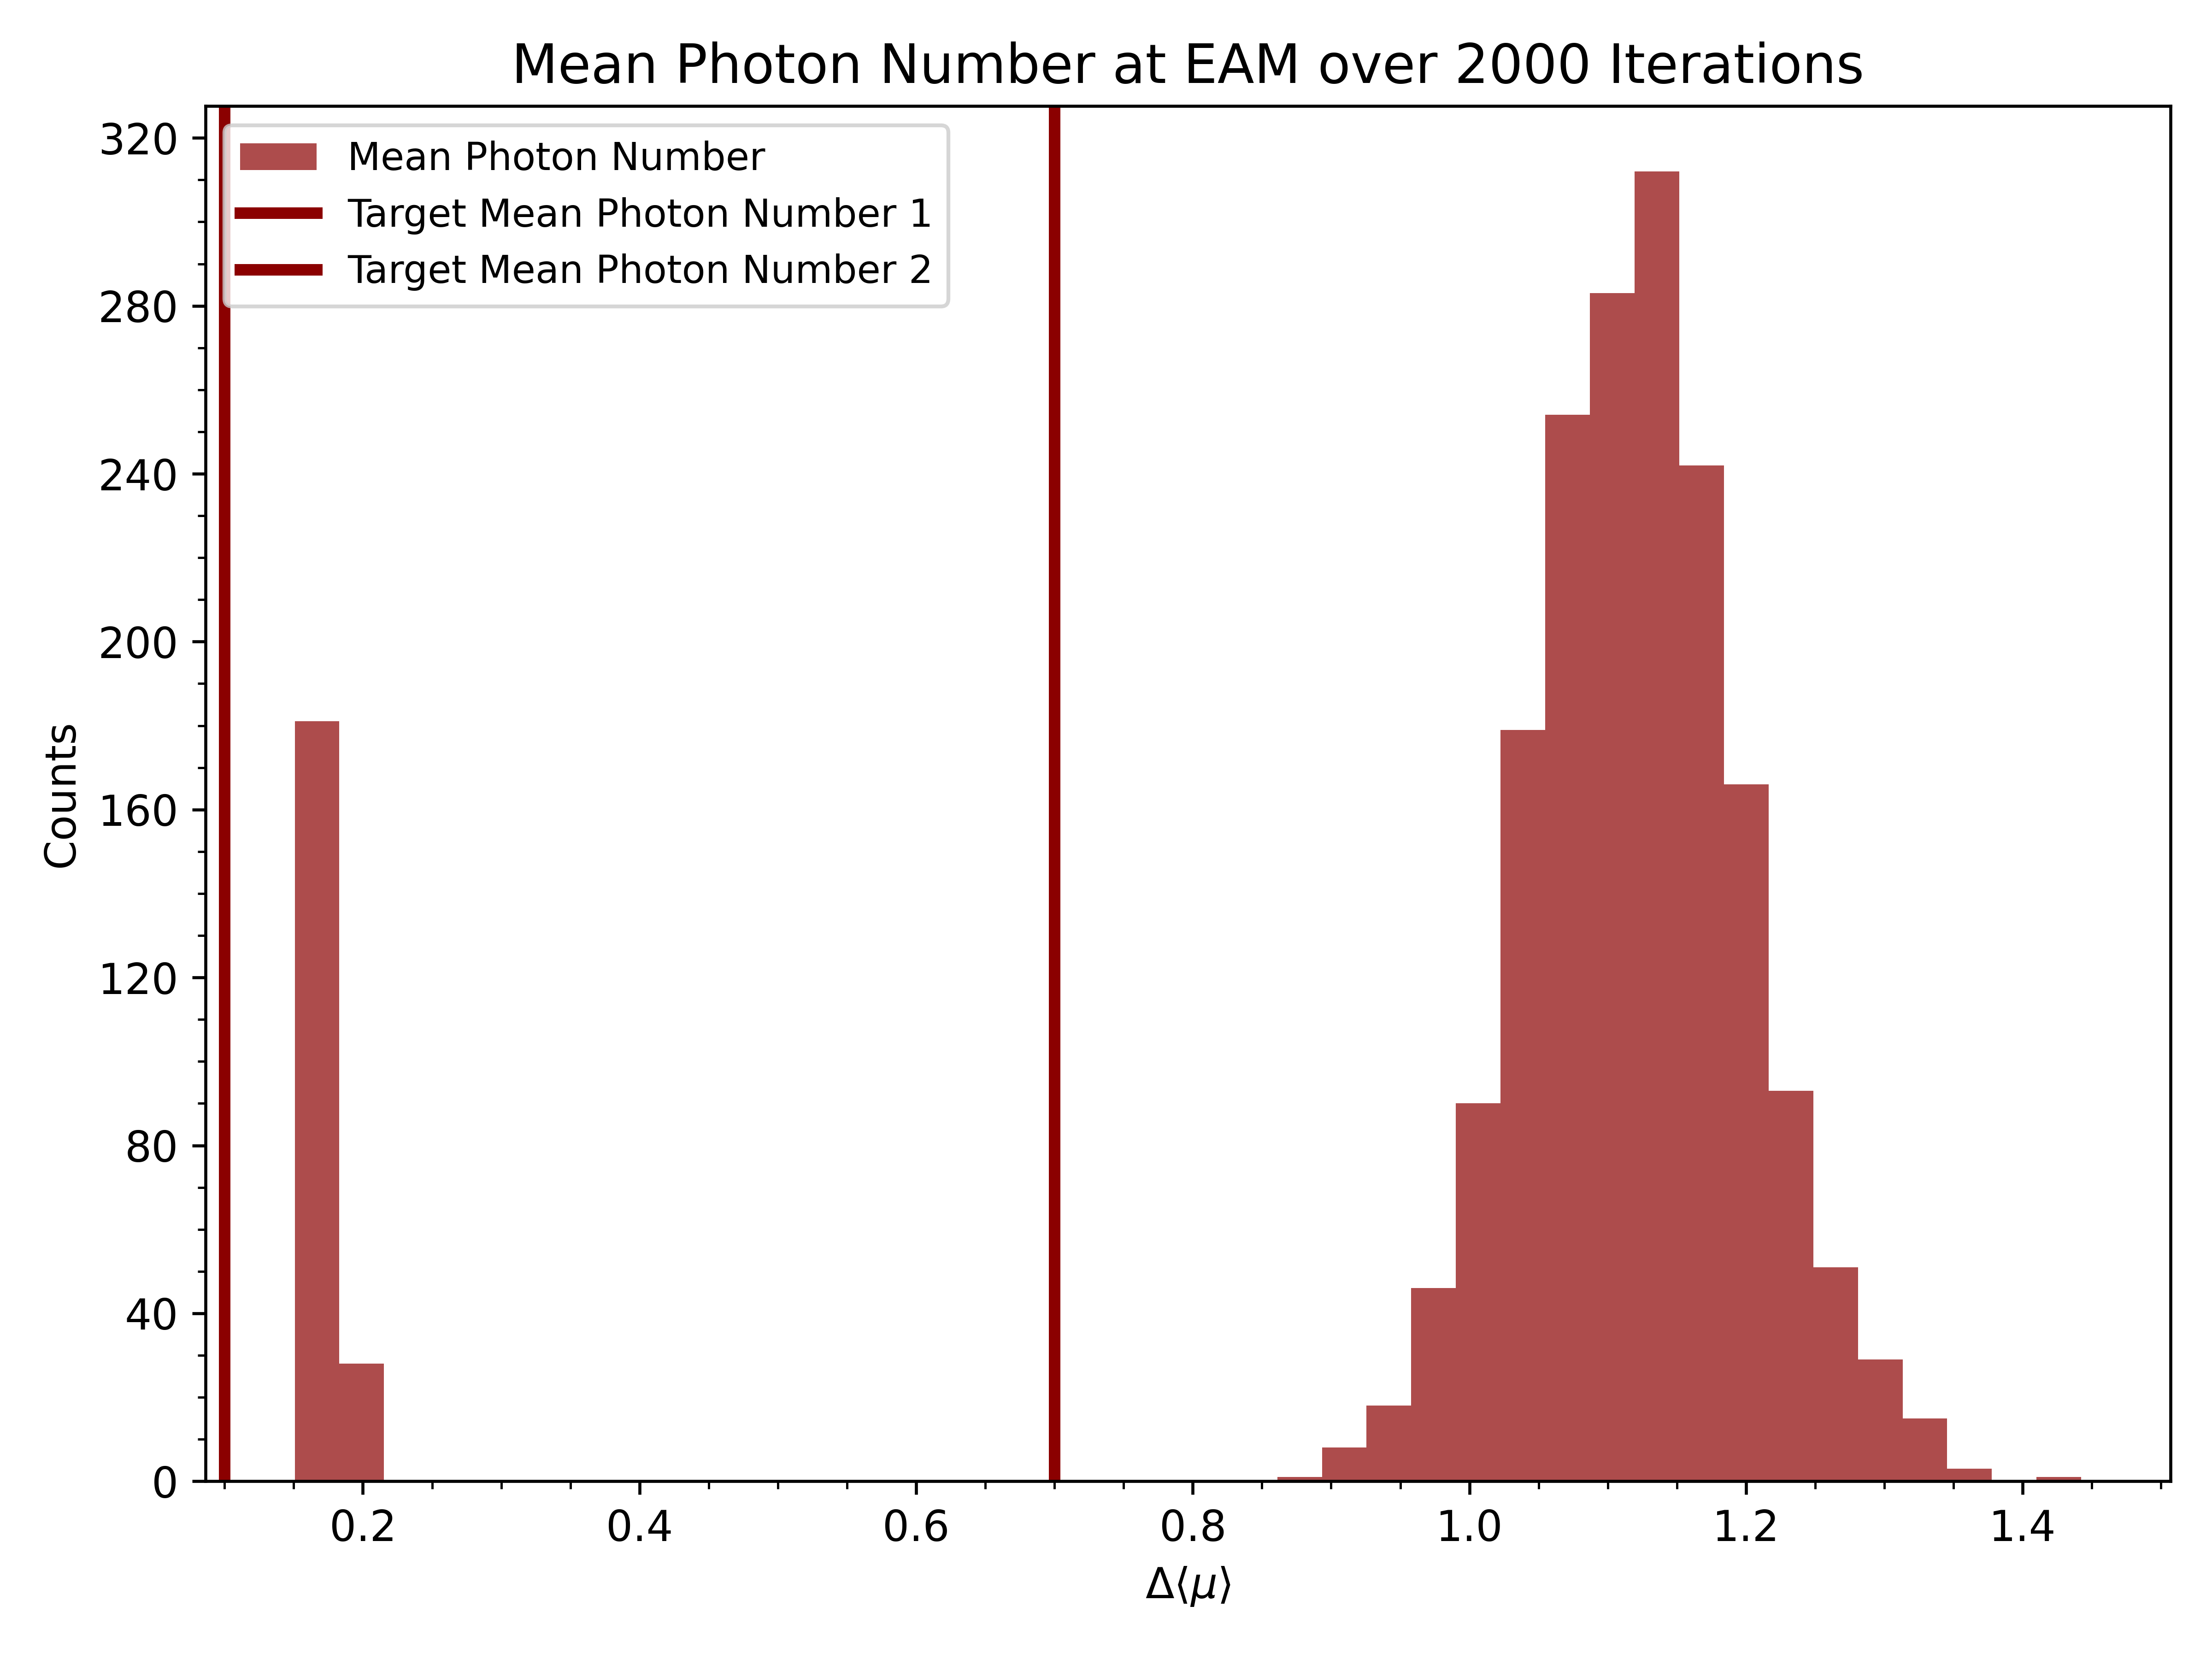 Mean Photon Number at EAM over 2000 Iterations
Mean Photon Number
Target Mean Photon Number 1
Target Mean Photon Number 2
320
280
240
200
160
120
80
40
0
Counts
0.2 0.4 0.6 0.8 1.0 1.2 1.4
Δ⟨μ⟩